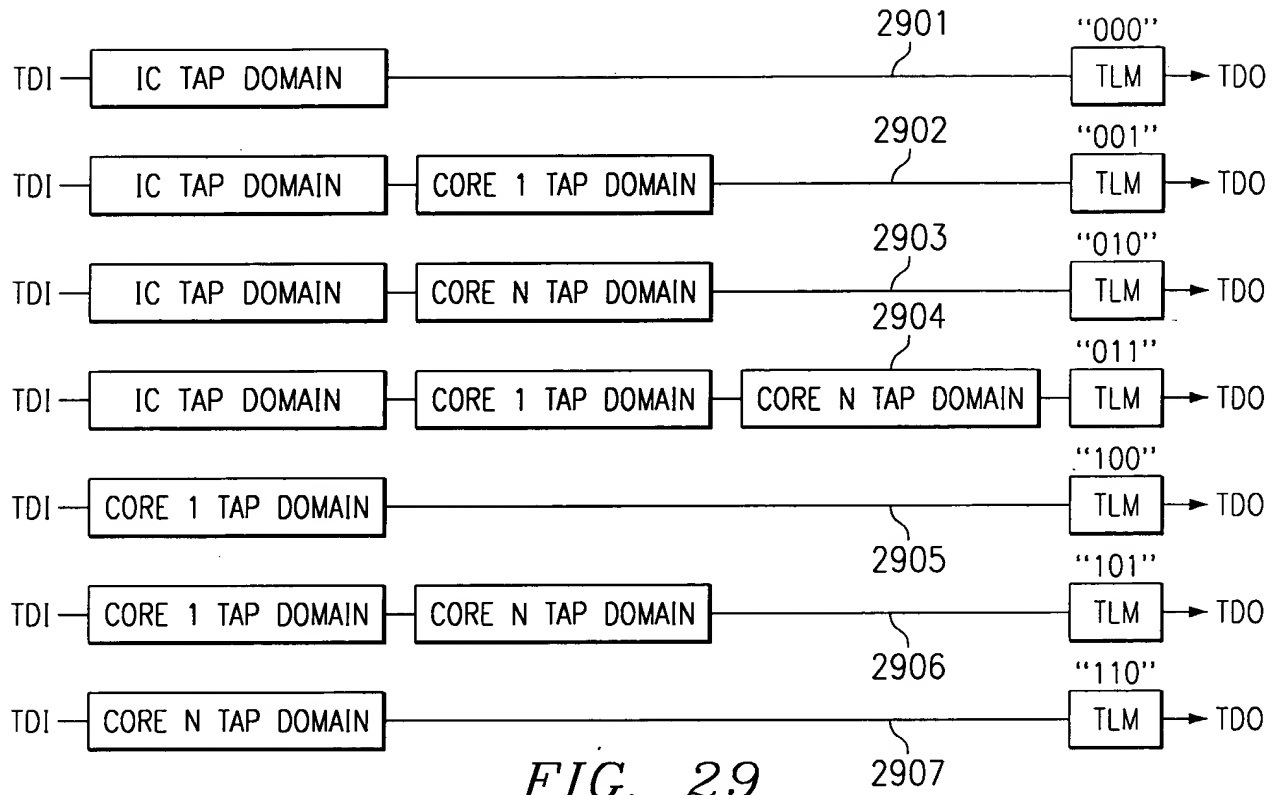 2901 "000"
TDI IC TAP DOMAIN TLM TDO
2902 "001"
TDI IC TAP DOMAIN CORE 1 TAP DOMAIN TLM TDO
2903 "010"
TDI IC TAP DOMAIN CORE N TAP DOMAIN TLM TDO
2904 "011"
TDI IC TAP DOMAIN CORE 1 TAP DOMAIN CORE N TAP DOMAIN TLM TDO
"100"
TDI CORE 1 TAP DOMAIN TLM TDO
2905 "101"
TDI CORE 1 TAP DOMAIN CORE N TAP DOMAIN TLM TDO
2906 "110"
TDI CORE N TAP DOMAIN TLM TDO
FIG. 29 2907